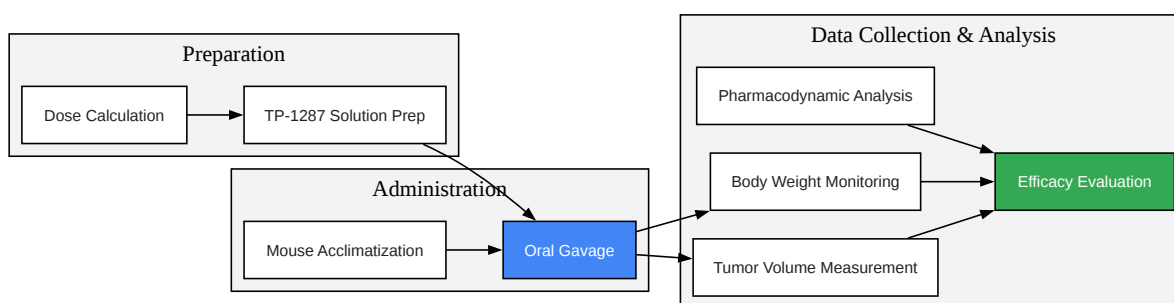 Preparation
Dose Calculation
TP-1287 Solution Prep
Administration
Mouse Acclimatization
Oral Gavage
Data Collection & Analysis
Pharmacodynamic Analysis
Body Weight Monitoring
Tumor Volume Measurement
Efficacy Evaluation